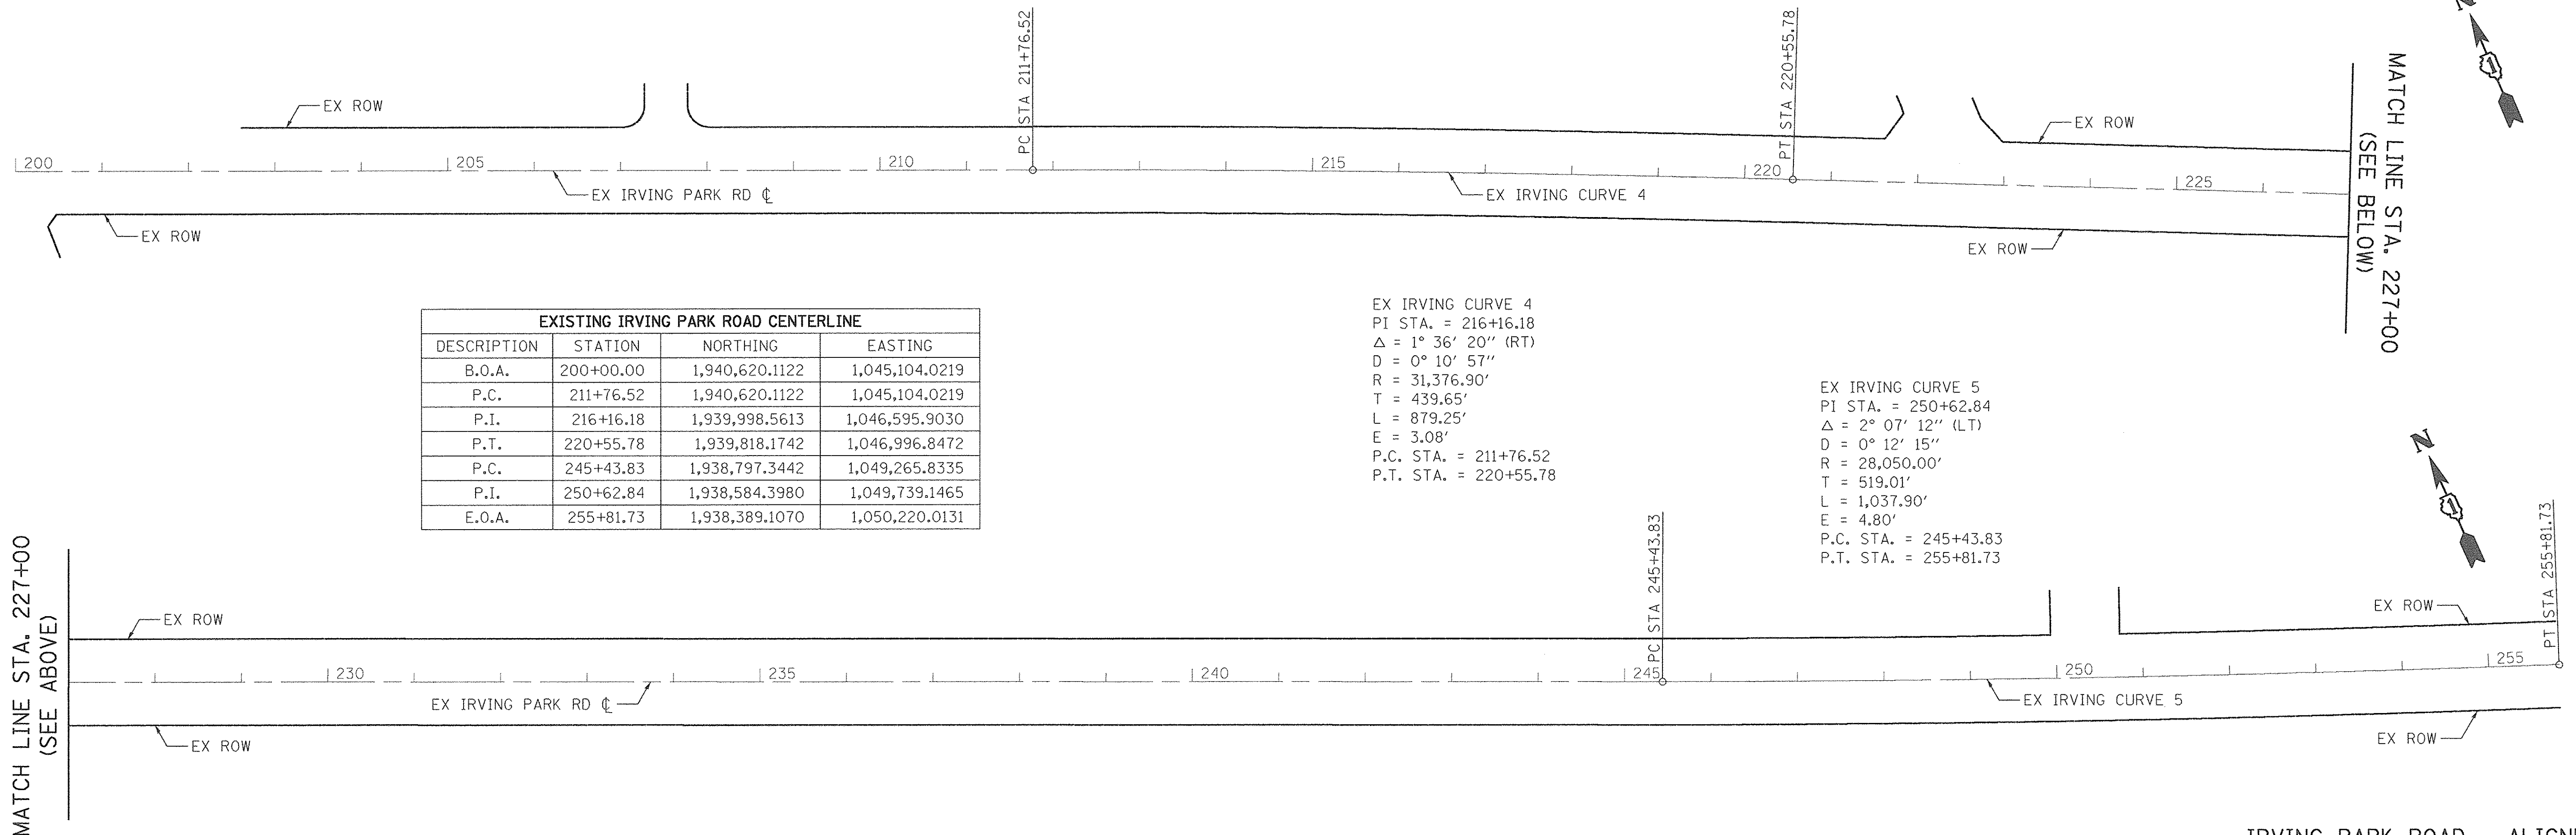 PC STA 211+76.52
PT STA 220+55.78
N
1
MATCH LINE STA. 227+00
(SEE BELOW)
EX ROW
EX ROW
200
205
210
215
220
225
EX IRVING PARK RD ℄
EX IRVING CURVE 4
EX ROW
EX ROW
EXISTING IRVING PARK ROAD CENTERLINE
DESCRIPTION STATION NORTHING EASTING
B.O.A. 200+00.00 1,940,620.1122 1,045,104.0219
P.C. 211+76.52 1,940,620.1122 1,045,104.0219
P.I. 216+16.18 1,939,998.5613 1,046,595.9030
P.T. 220+55.78 1,939,818.1742 1,046,996.8472
P.C. 245+43.83 1,938,797.3442 1,049,265.8335
P.I. 250+62.84 1,938,584.3980 1,049,739.1465
E.O.A. 255+81.73 1,938,389.1070 1,050,220.0131
EX IRVING CURVE 4
PI STA. = 216+16.18
Δ = 1° 36' 20" (RT)
D = 0° 10' 57"
R = 31,376.90'
T = 439.65'
L = 879.25'
E = 3.08'
P.C. STA. = 211+76.52
P.T. STA. = 220+55.78
EX IRVING CURVE 5
PI STA. = 250+62.84
Δ = 2° 07' 12" (LT)
D = 0° 12' 15"
R = 28,050.00'
T = 519.01'
L = 1,037.90'
E = 4.80'
P.C. STA. = 245+43.83
P.T. STA. = 255+81.73
N
1
MATCH LINE STA. 227+00
(SEE ABOVE)
PC STA 245+43.83
PT STA 255+81.73
EX ROW
EX ROW
230
235
240
245
250
255
EX IRVING PARK RD ℄
EX IRVING CURVE 5
EX ROW
EX ROW